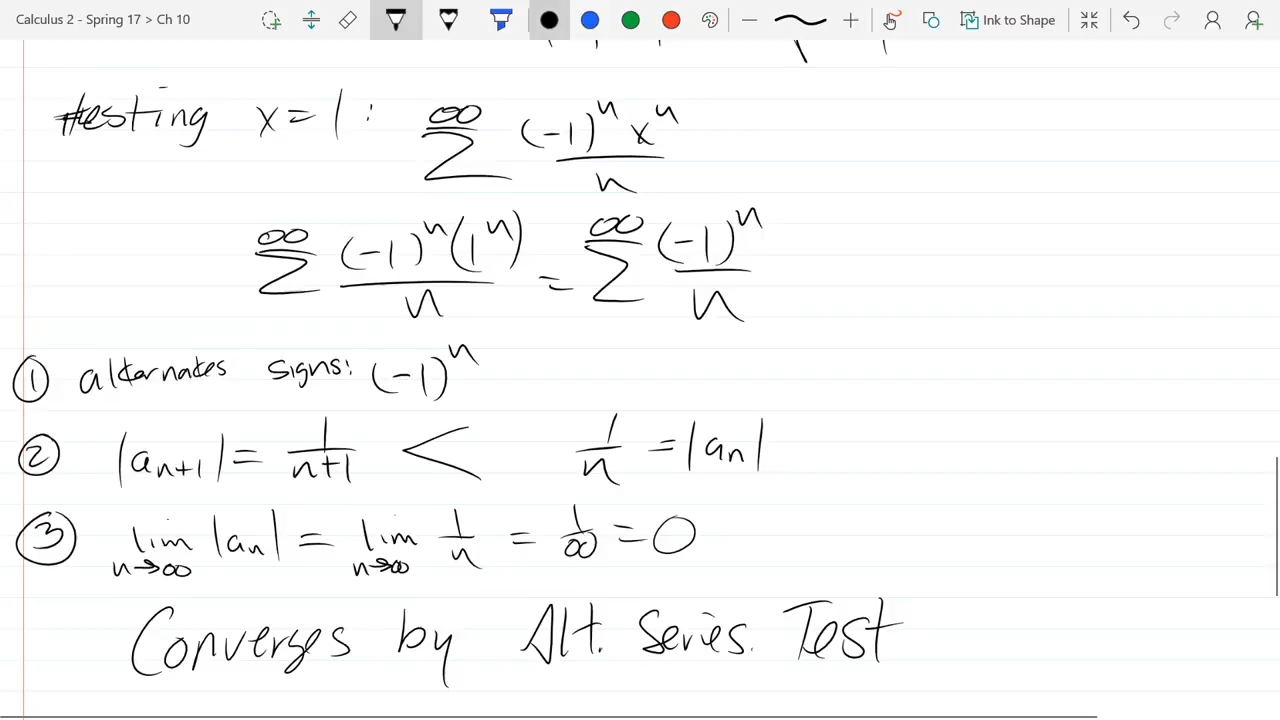 Calculus 2 - Spring 17 > Ch 10
Ink to Shape
testing x = 1 : ∞∑ (-1)^n x^n / n
∞∑ (-1)^n (1^n) / n = ∞∑ (-1)^n / n
① alternates signs: (-1)^n
② |a_{n+1}| = 1/(n+1) < 1/n = |a_n|
③ lim_{n→∞} |a_n| = lim_{n→∞} 1/n = 1/∞ = 0
Converges by Alt. Series. Test